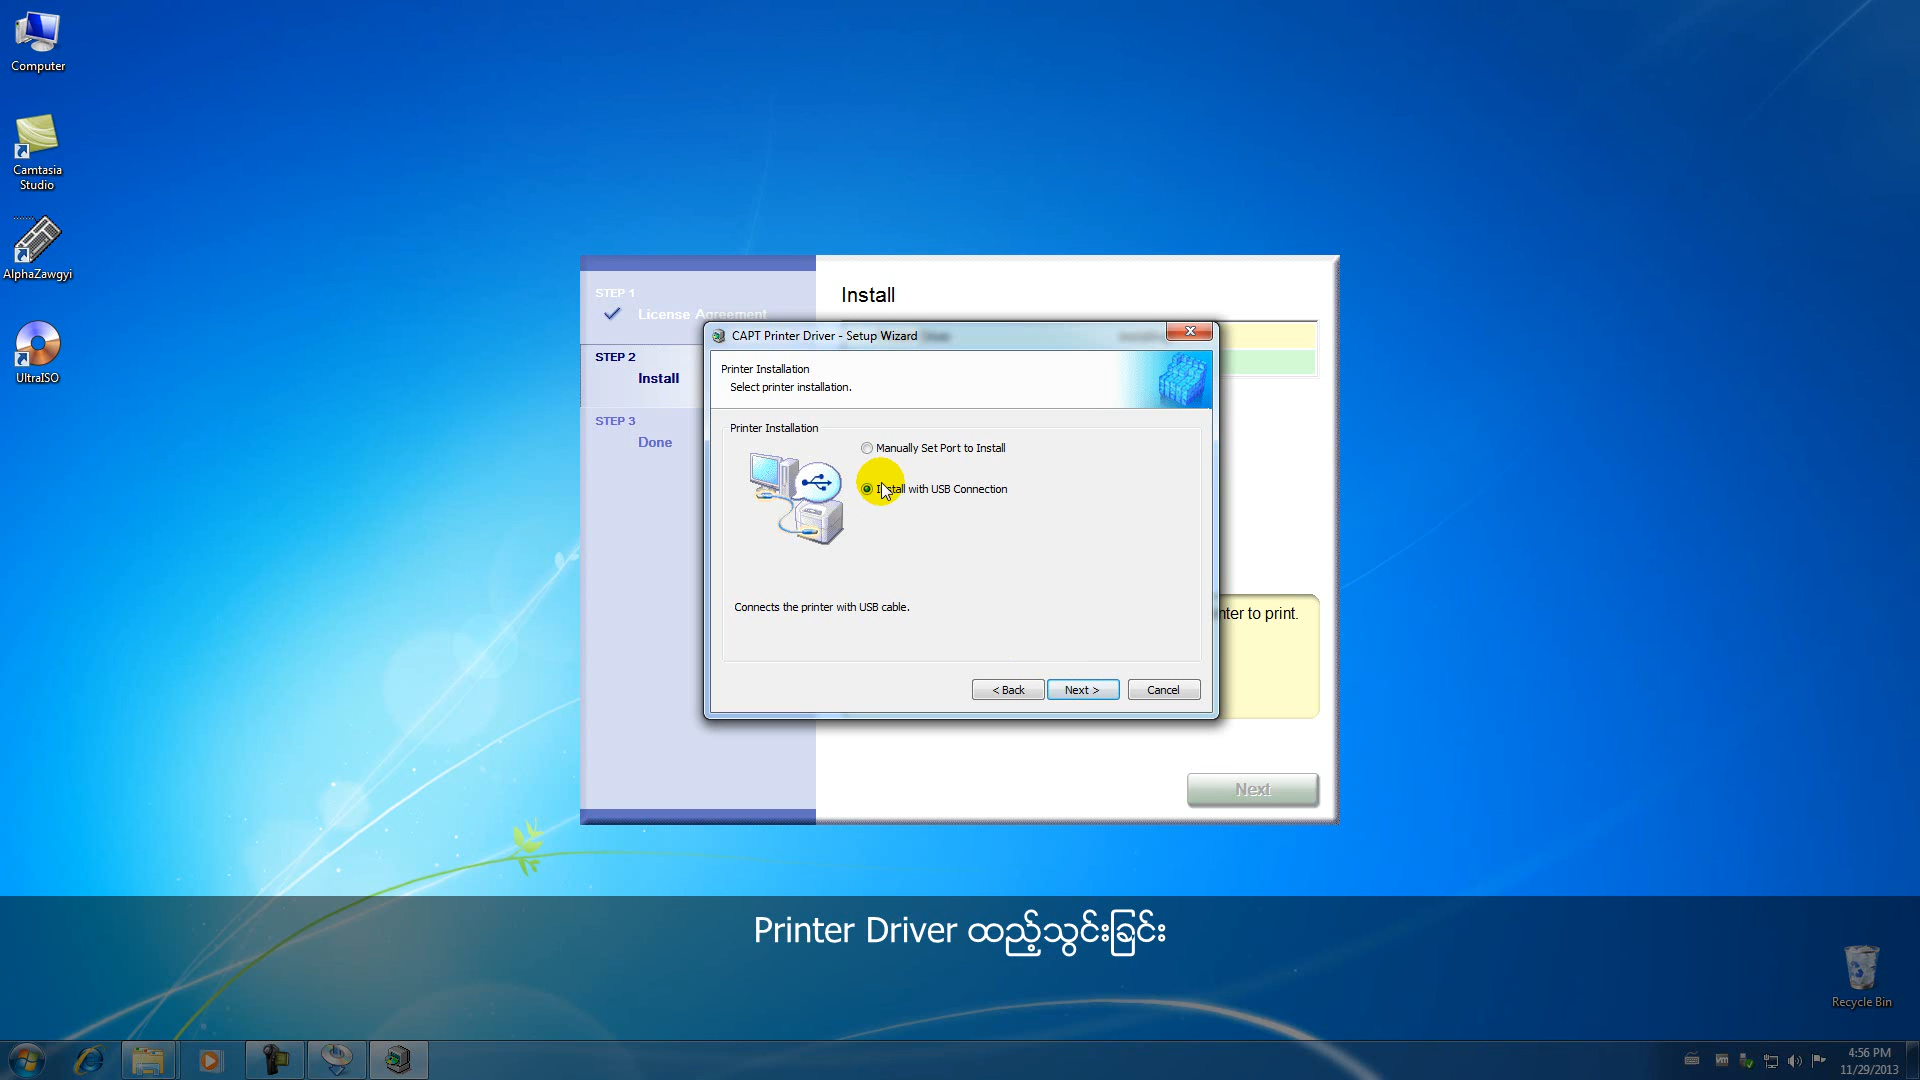 Computer
Camtasia
Studio
AlphaZawgyi
UltraISO
STEP 1
License Agreement
STEP 2
Install
STEP 3
Done
Install
CAPT Printer Driver - Setup Wizard
Printer Installation
Select printer installation.
Printer Installation
Manually Set Port to Install
Install with USB Connection
Connects the printer with USB cable.
< Back
Next >
Cancel
to print.
Next
Printer Driver ထည့်သွင်းခြင်း
Recycle Bin
4:56 PM
11/29/2013